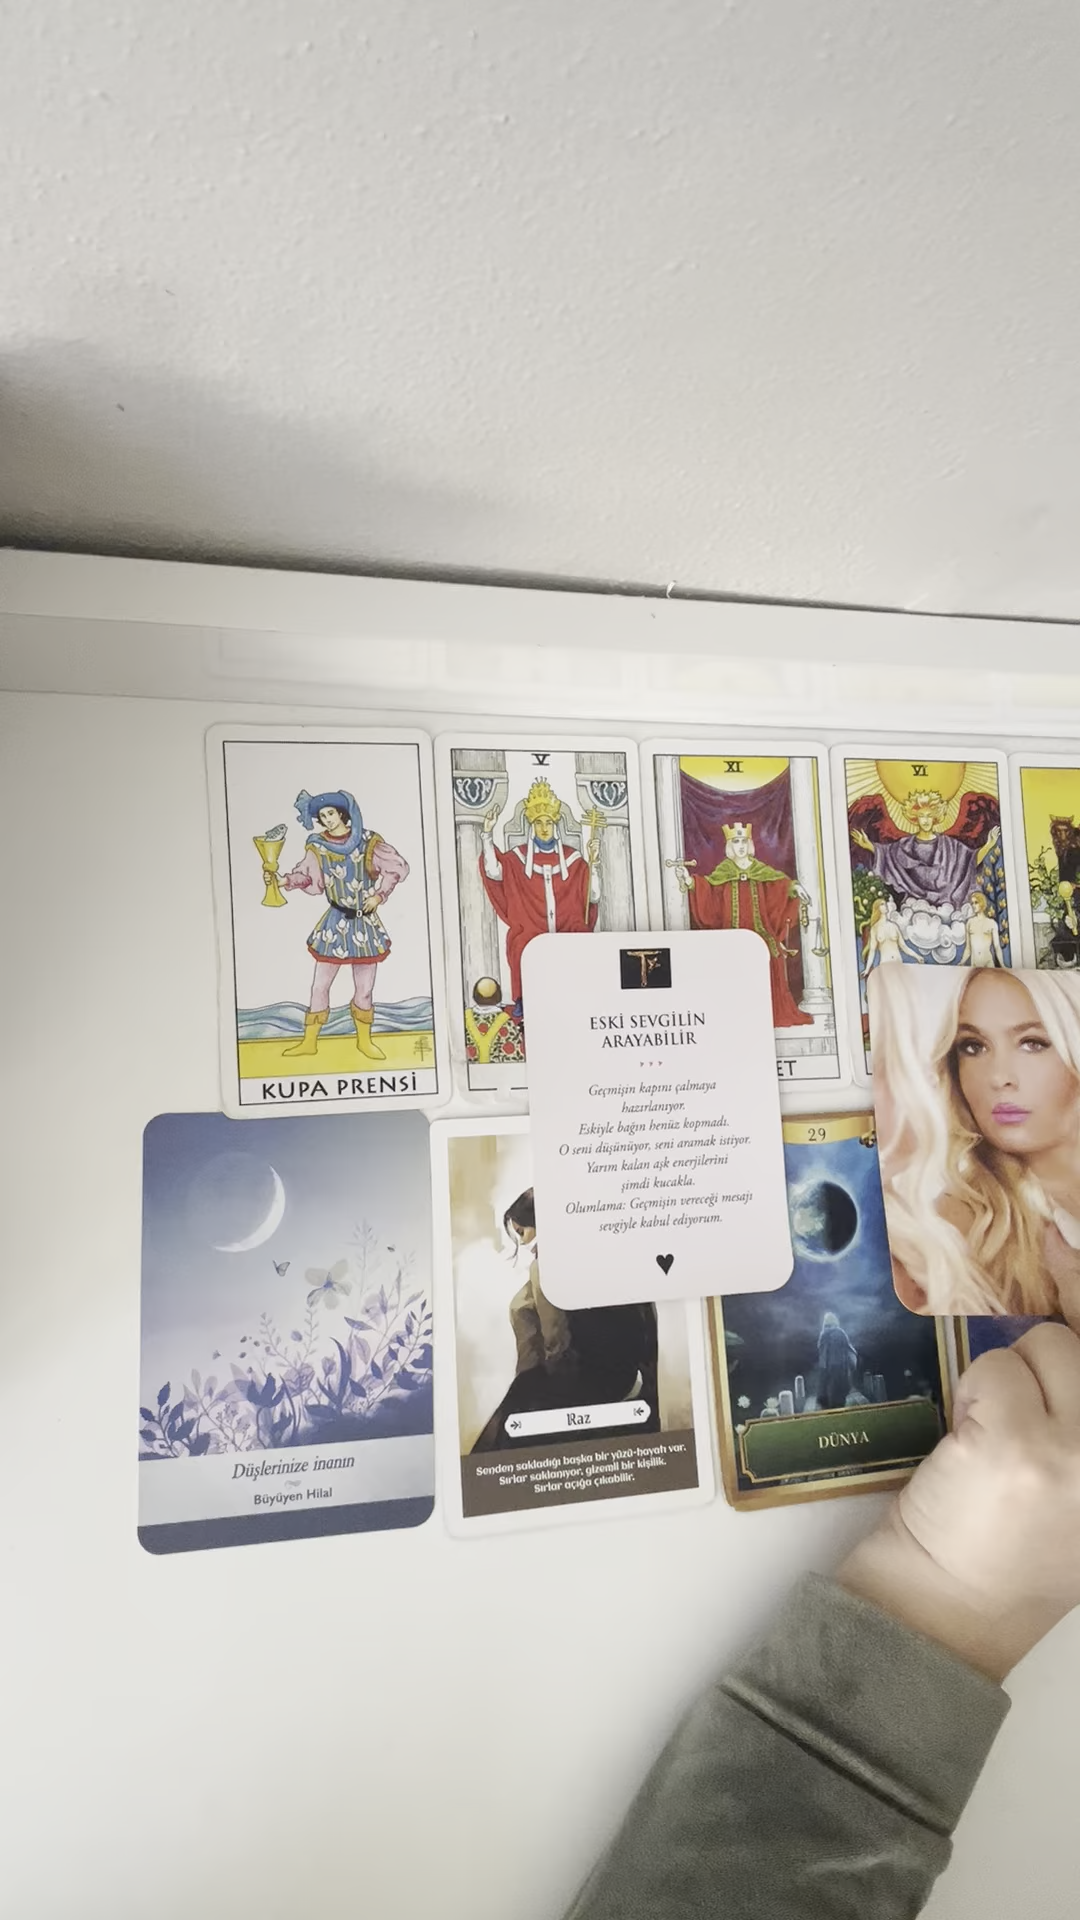 V
XI
VI
KUPA PRENSİ
ET
ESKİ SEVGİLİN
ARAYABİLİR
Geçmişin kapını çalmaya
hazırlanıyor.
Eskiyle bağın henüz kopmadı.
O seni düşünüyor, seni aramak istiyor.
Yarım kalan aşk enerjilerini
şimdi kucakla.
Olumlama: Geçmişin vereceği mesajı
sevgiyle kabul ediyorum.
29
Düşlerinize inanın
Büyüyen Hilal
Raz
Senden sakladığı başka bir yüzü-hayatı var.
Sırlar saklanıyor, gizemli bir kişilik.
Sırlar açığa çıkabilir.
DÜNYA